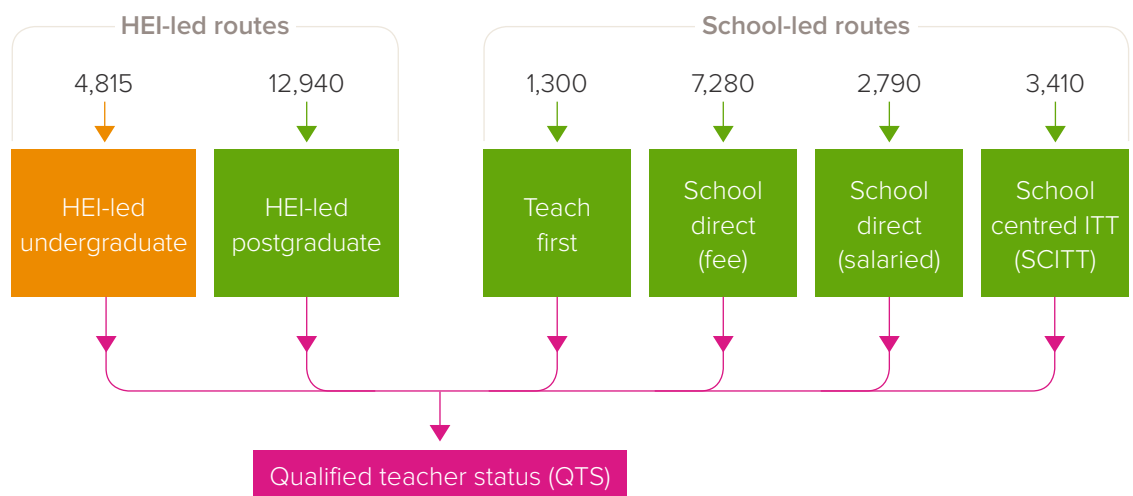 HEI-led routes
School-led routes
4,815
12,940
1,300
7,280
2,790
3,410
HEI-led
undergraduate
HEI-led
postgraduate
Teach
first
School
direct
(fee)
School
direct
(salaried)
School
centred ITT
(SCITT)
Qualified teacher status (QTS)